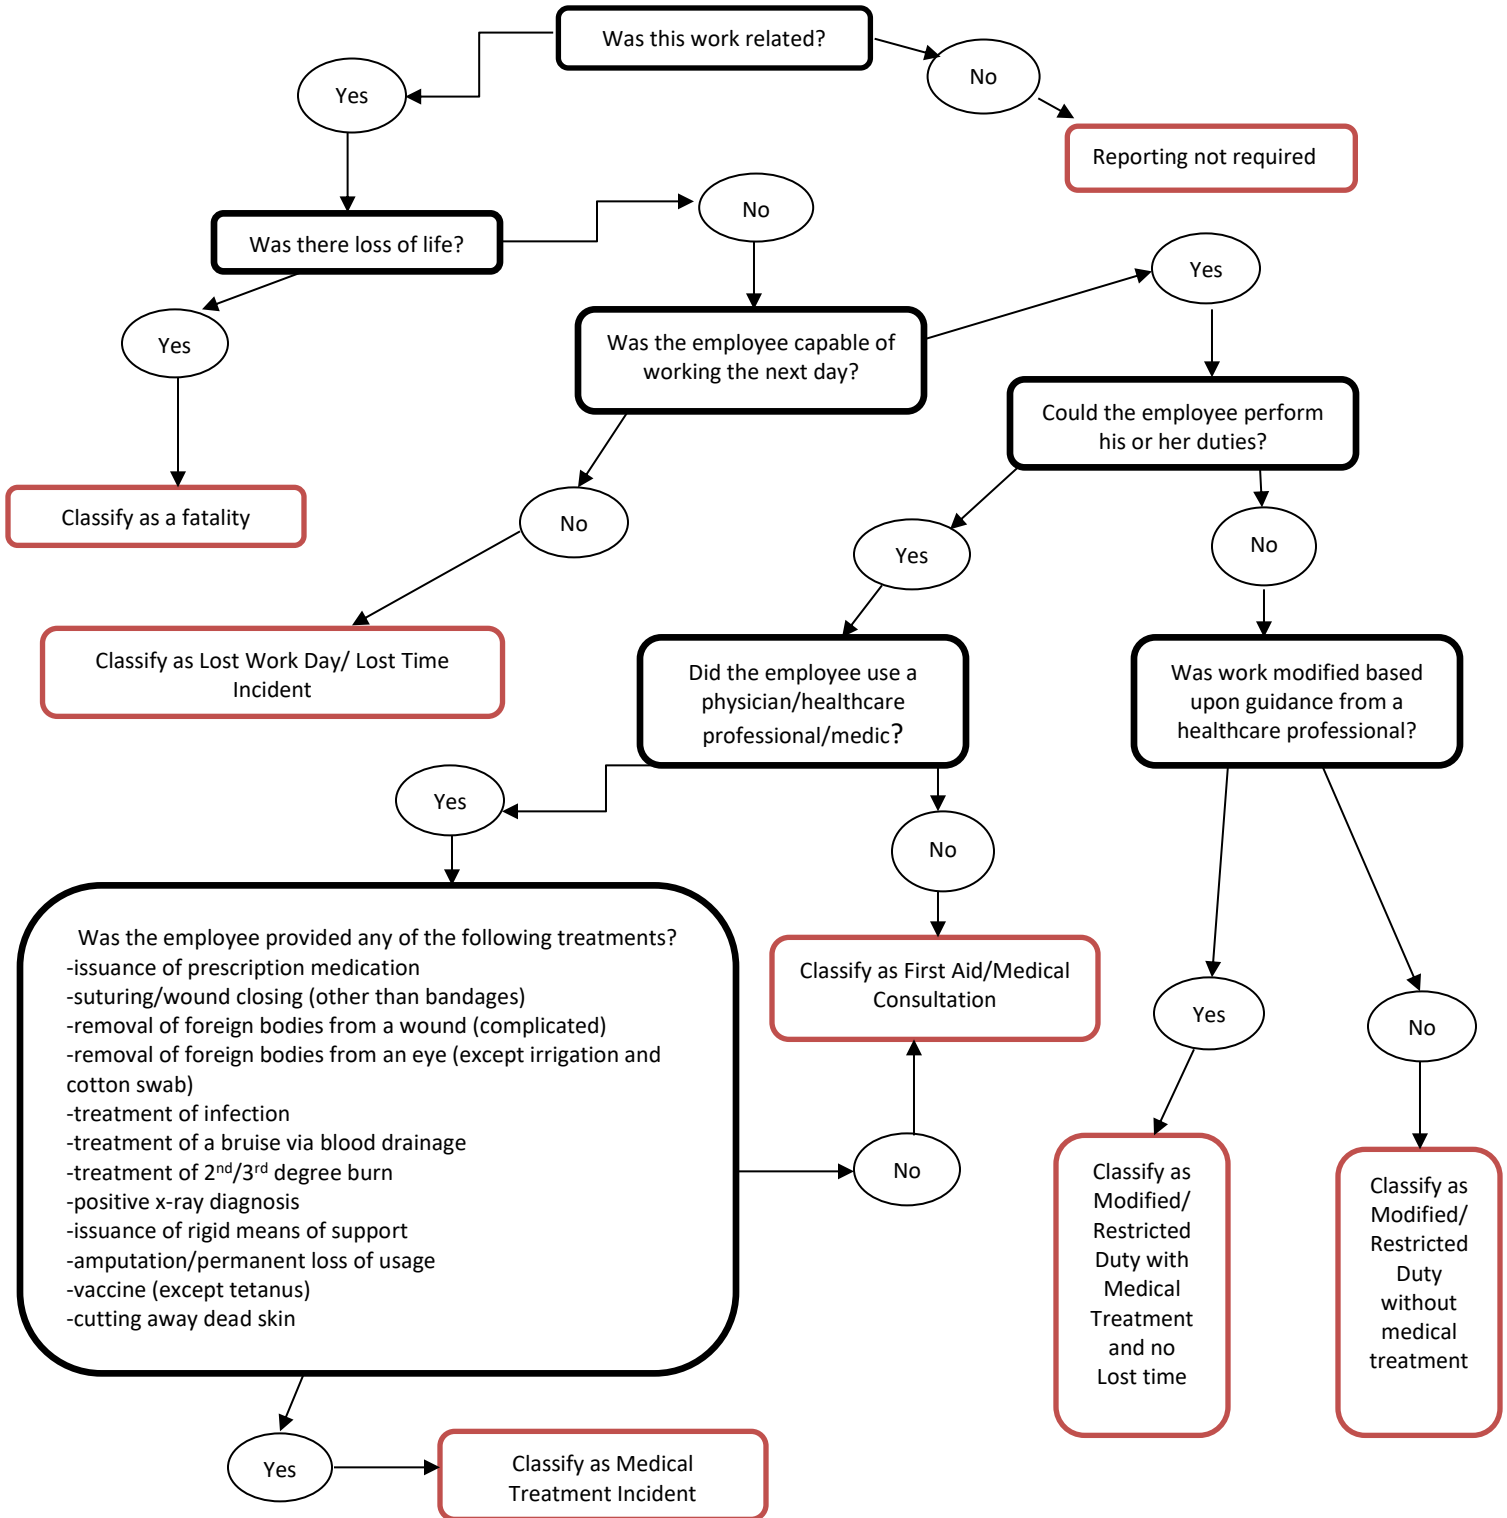 Was this work related?
Yes
No
Reporting not required
Was there loss of life?
No
Yes
Yes
Was the employee capable of
working the next day?
Could the employee perform
his or her duties?
Classify as a fatality
No
Yes
No
Classify as Lost Work Day/ Lost Time
Incident
Did the employee use a
physician/healthcare
professional/medic?
Was work modified based
upon guidance from a
healthcare professional?
Yes
No
Was the employee provided any of the following treatments?
-issuance of prescription medication
-suturing/wound closing (other than bandages)
-removal of foreign bodies from a wound (complicated)
-removal of foreign bodies from an eye (except irrigation and
cotton swab)
-treatment of infection
-treatment of a bruise via blood drainage
-treatment of 2nd/3rd degree burn
-positive x-ray diagnosis
-issuance of rigid means of support
-amputation/permanent loss of usage
-vaccine (except tetanus)
-cutting away dead skin
Classify as First Aid/Medical
Consultation
Yes
No
No
Classify as
Modified/
Restricted
Duty with
Medical
Treatment
and no
Lost time
Classify as
Modified/
Restricted
Duty
without
medical
treatment
Yes
Classify as Medical
Treatment Incident